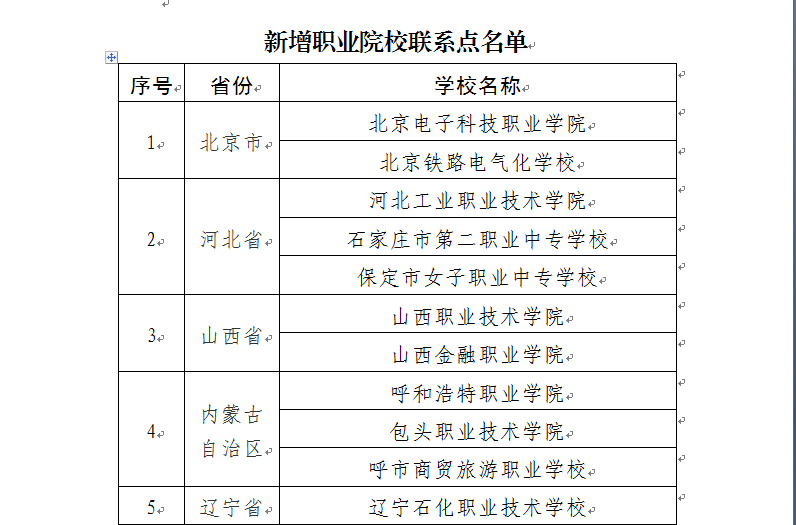 新增职业院校联系点名单
序号 省份 学校名称
1 北京市 北京电子科技职业学院
北京铁路电气化学校
2 河北省 河北工业职业技术学院
石家庄市第二职业中专学校
保定市女子职业中专学校
3 山西省 山西职业技术学院
山西金融职业学院
4 内蒙古
自治区 呼和浩特职业学院
包头职业技术学院
呼市商贸旅游职业学校
5 辽宁省 辽宁石化职业技术学校